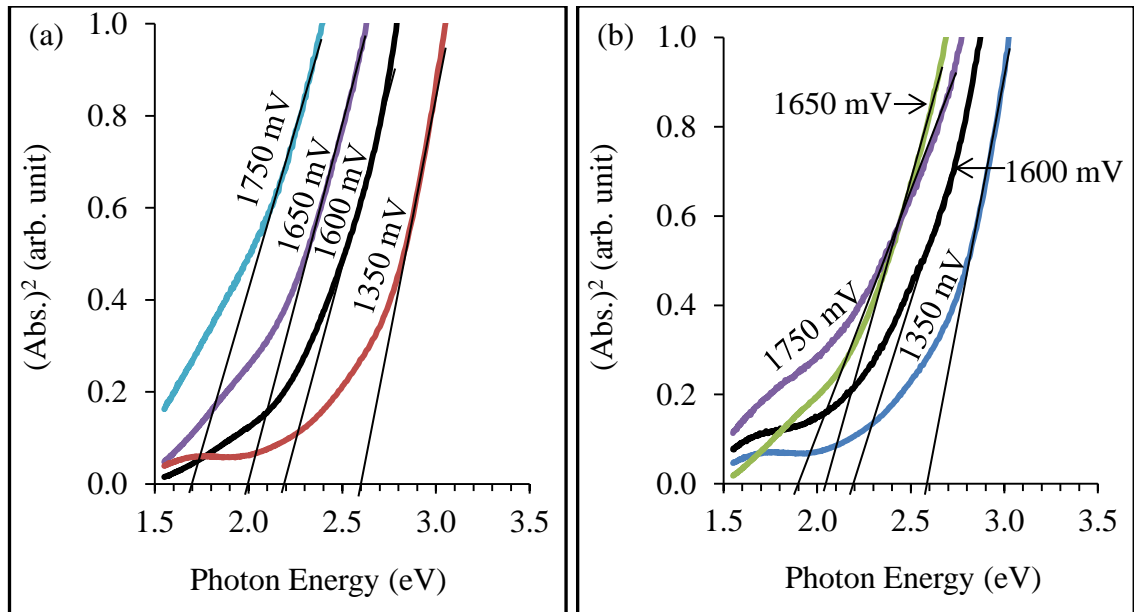 (a)
(Abs.)² (arb. unit)
1.0
0.8
0.6
0.4
0.2
0.0
1750 mV
1650 mV
1600 mV
1350 mV
1.5 2.0 2.5 3.0 3.5
Photon Energy (eV)
(b)
(Abs.)² (arb. unit)
1.0
0.8
0.6
0.4
0.2
0.0
1650 mV
1600 mV
1750 mV
1350 mV
1.5 2.0 2.5 3.0 3.5
Photon Energy (eV)